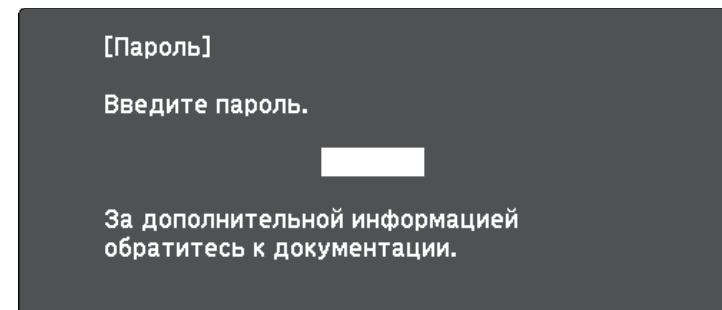 [Пароль]
Введите пароль.
За дополнительной информацией
обратитесь к документации.